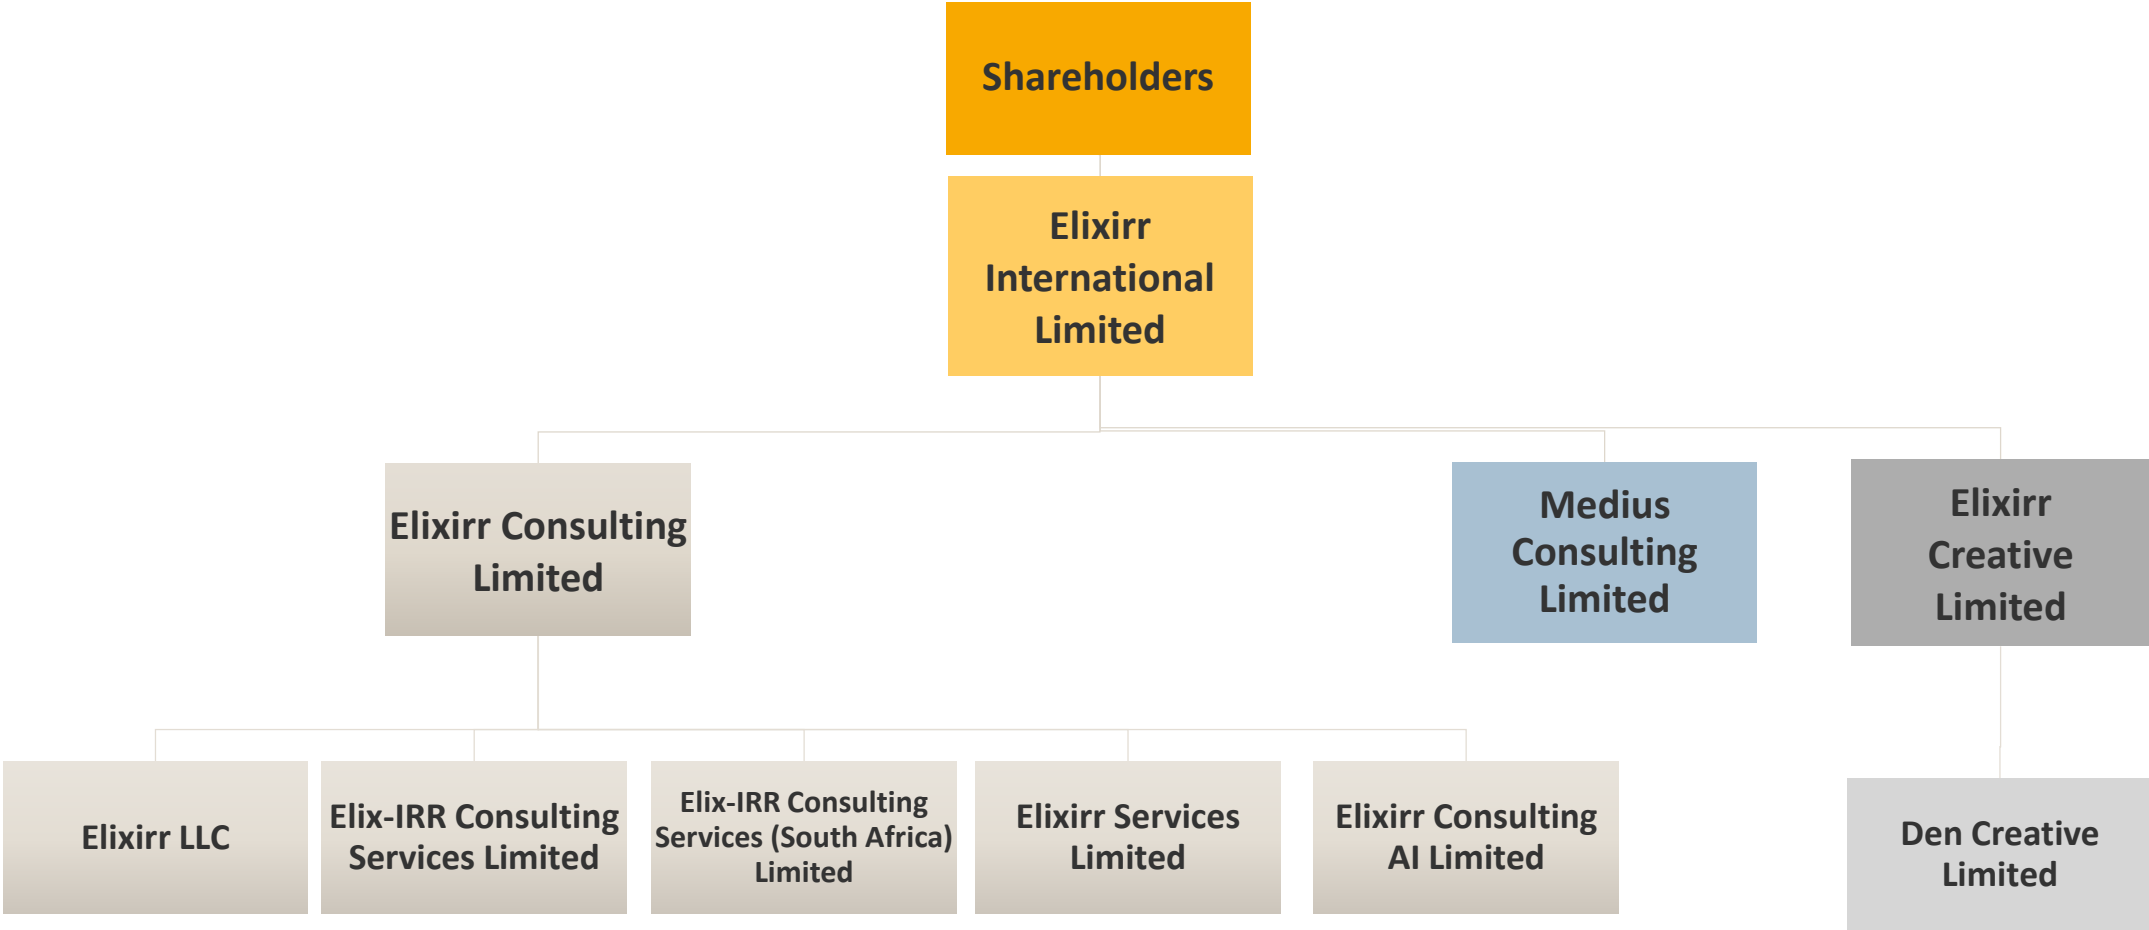 Shareholders
Elixirr
International
Limited
Elixirr Consulting
Limited
Medius
Consulting
Limited
Elixirr
Creative
Limited
Elixirr LLC
Elix-IRR Consulting
Services Limited
Elix-IRR Consulting
Services (South Africa)
Limited
Elixirr Services
Limited
Elixirr Consulting
AI Limited
Den Creative
Limited